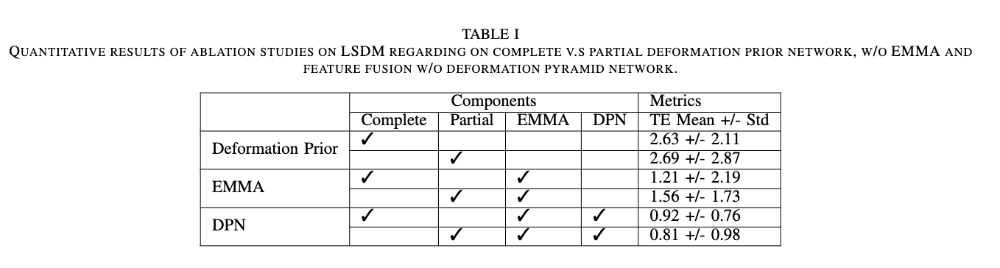 TABLE I
QUANTITATIVE RESULTS OF ABLATION STUDIES ON LSDM REGARDING ON COMPLETE V.S PARTIAL DEFORMATION PRIOR NETWORK, W/O EMMA AND
FEATURE FUSION W/O DEFORMATION PYRAMID NETWORK.
Components Metrics
Complete Partial EMMA DPN TE Mean +/- Std
Deformation Prior
✓ 2.63 +/- 2.11
✓ 2.69 +/- 2.87
EMMA
✓ ✓ 1.21 +/- 2.19
✓ ✓ 1.56 +/- 1.73
DPN
✓ ✓ ✓ 0.92 +/- 0.76
✓ ✓ ✓ 0.81 +/- 0.98